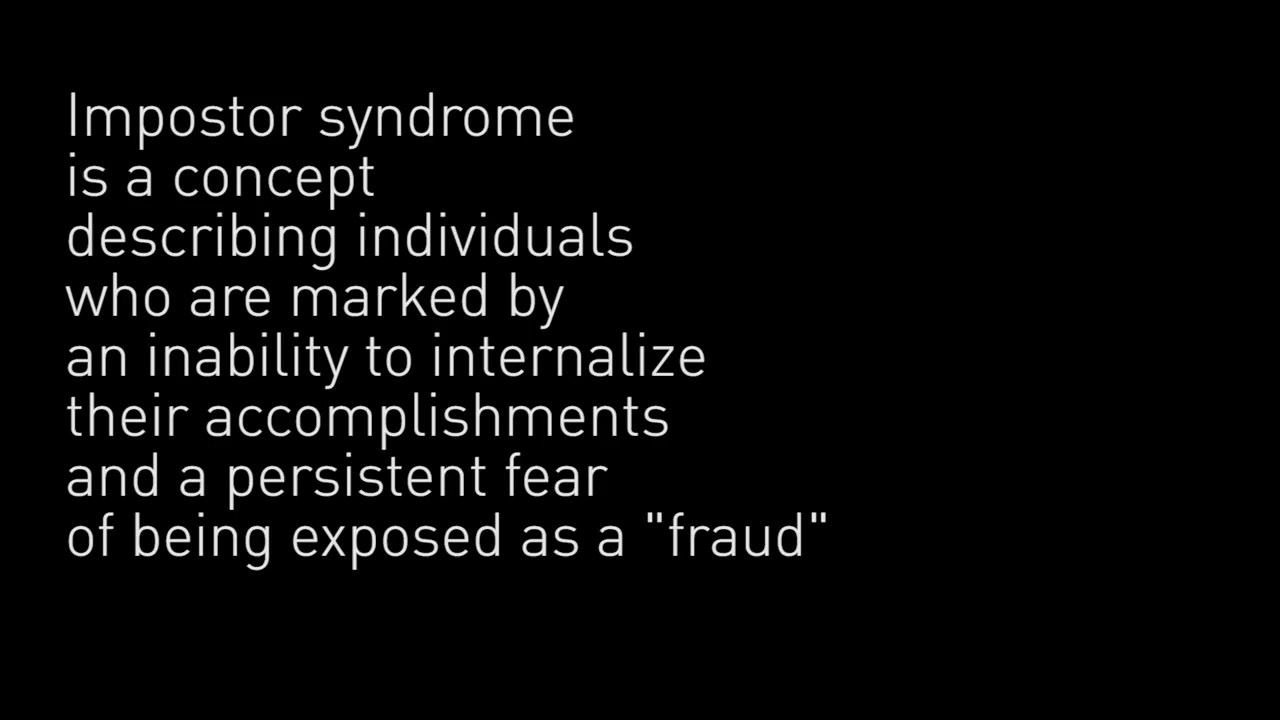 Impostor syndrome
is a concept
describing individuals
who are marked by
an inability to internalize
their accomplishments
and a persistent fear
of being exposed as a "fraud"